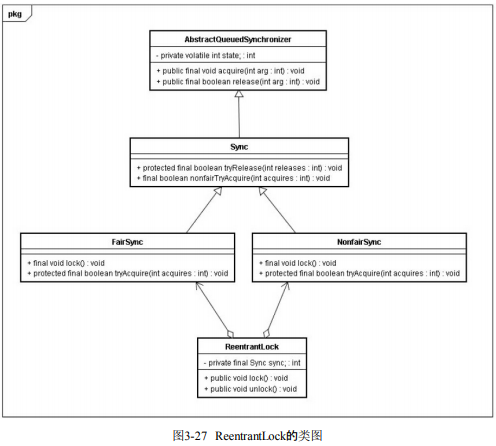 pkg
AbstractQueuedSynchronizer
- private volatile int state; : int
+ public final void acquire(int arg : int) : void
+ public final boolean release(int arg : int) : void
Sync
+ protected final boolean tryRelease(int releases : int) : void
+ final boolean nonfairTryAcquire(int acquires : int) : void
FairSync
+ final void lock() : void
+ protected final boolean tryAcquire(int acquires : int) : void
NonfairSync
+ final void lock() : void
+ protected final boolean tryAcquire(int acquires : int) : void
ReentrantLock
- private final Sync sync; : int
+ public void lock() : void
+ public void unlock() : void
图3-27 ReentrantLock的类图